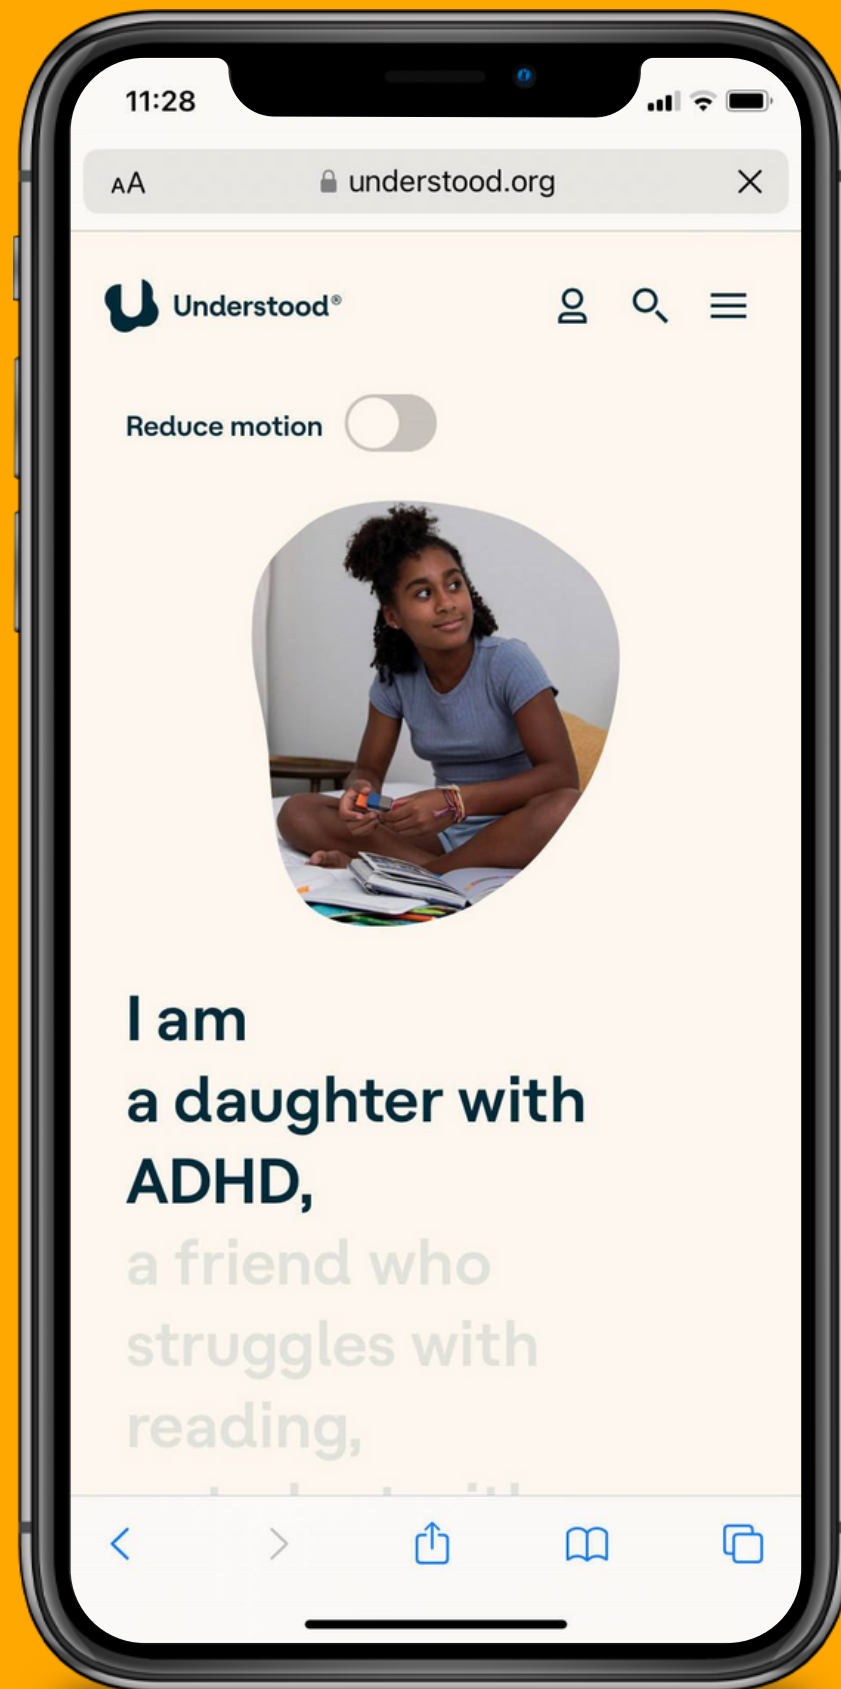 11:28
AA understood.org
Understood®
Reduce motion
I am
a daughter with
ADHD,
a friend who
struggles with
reading,